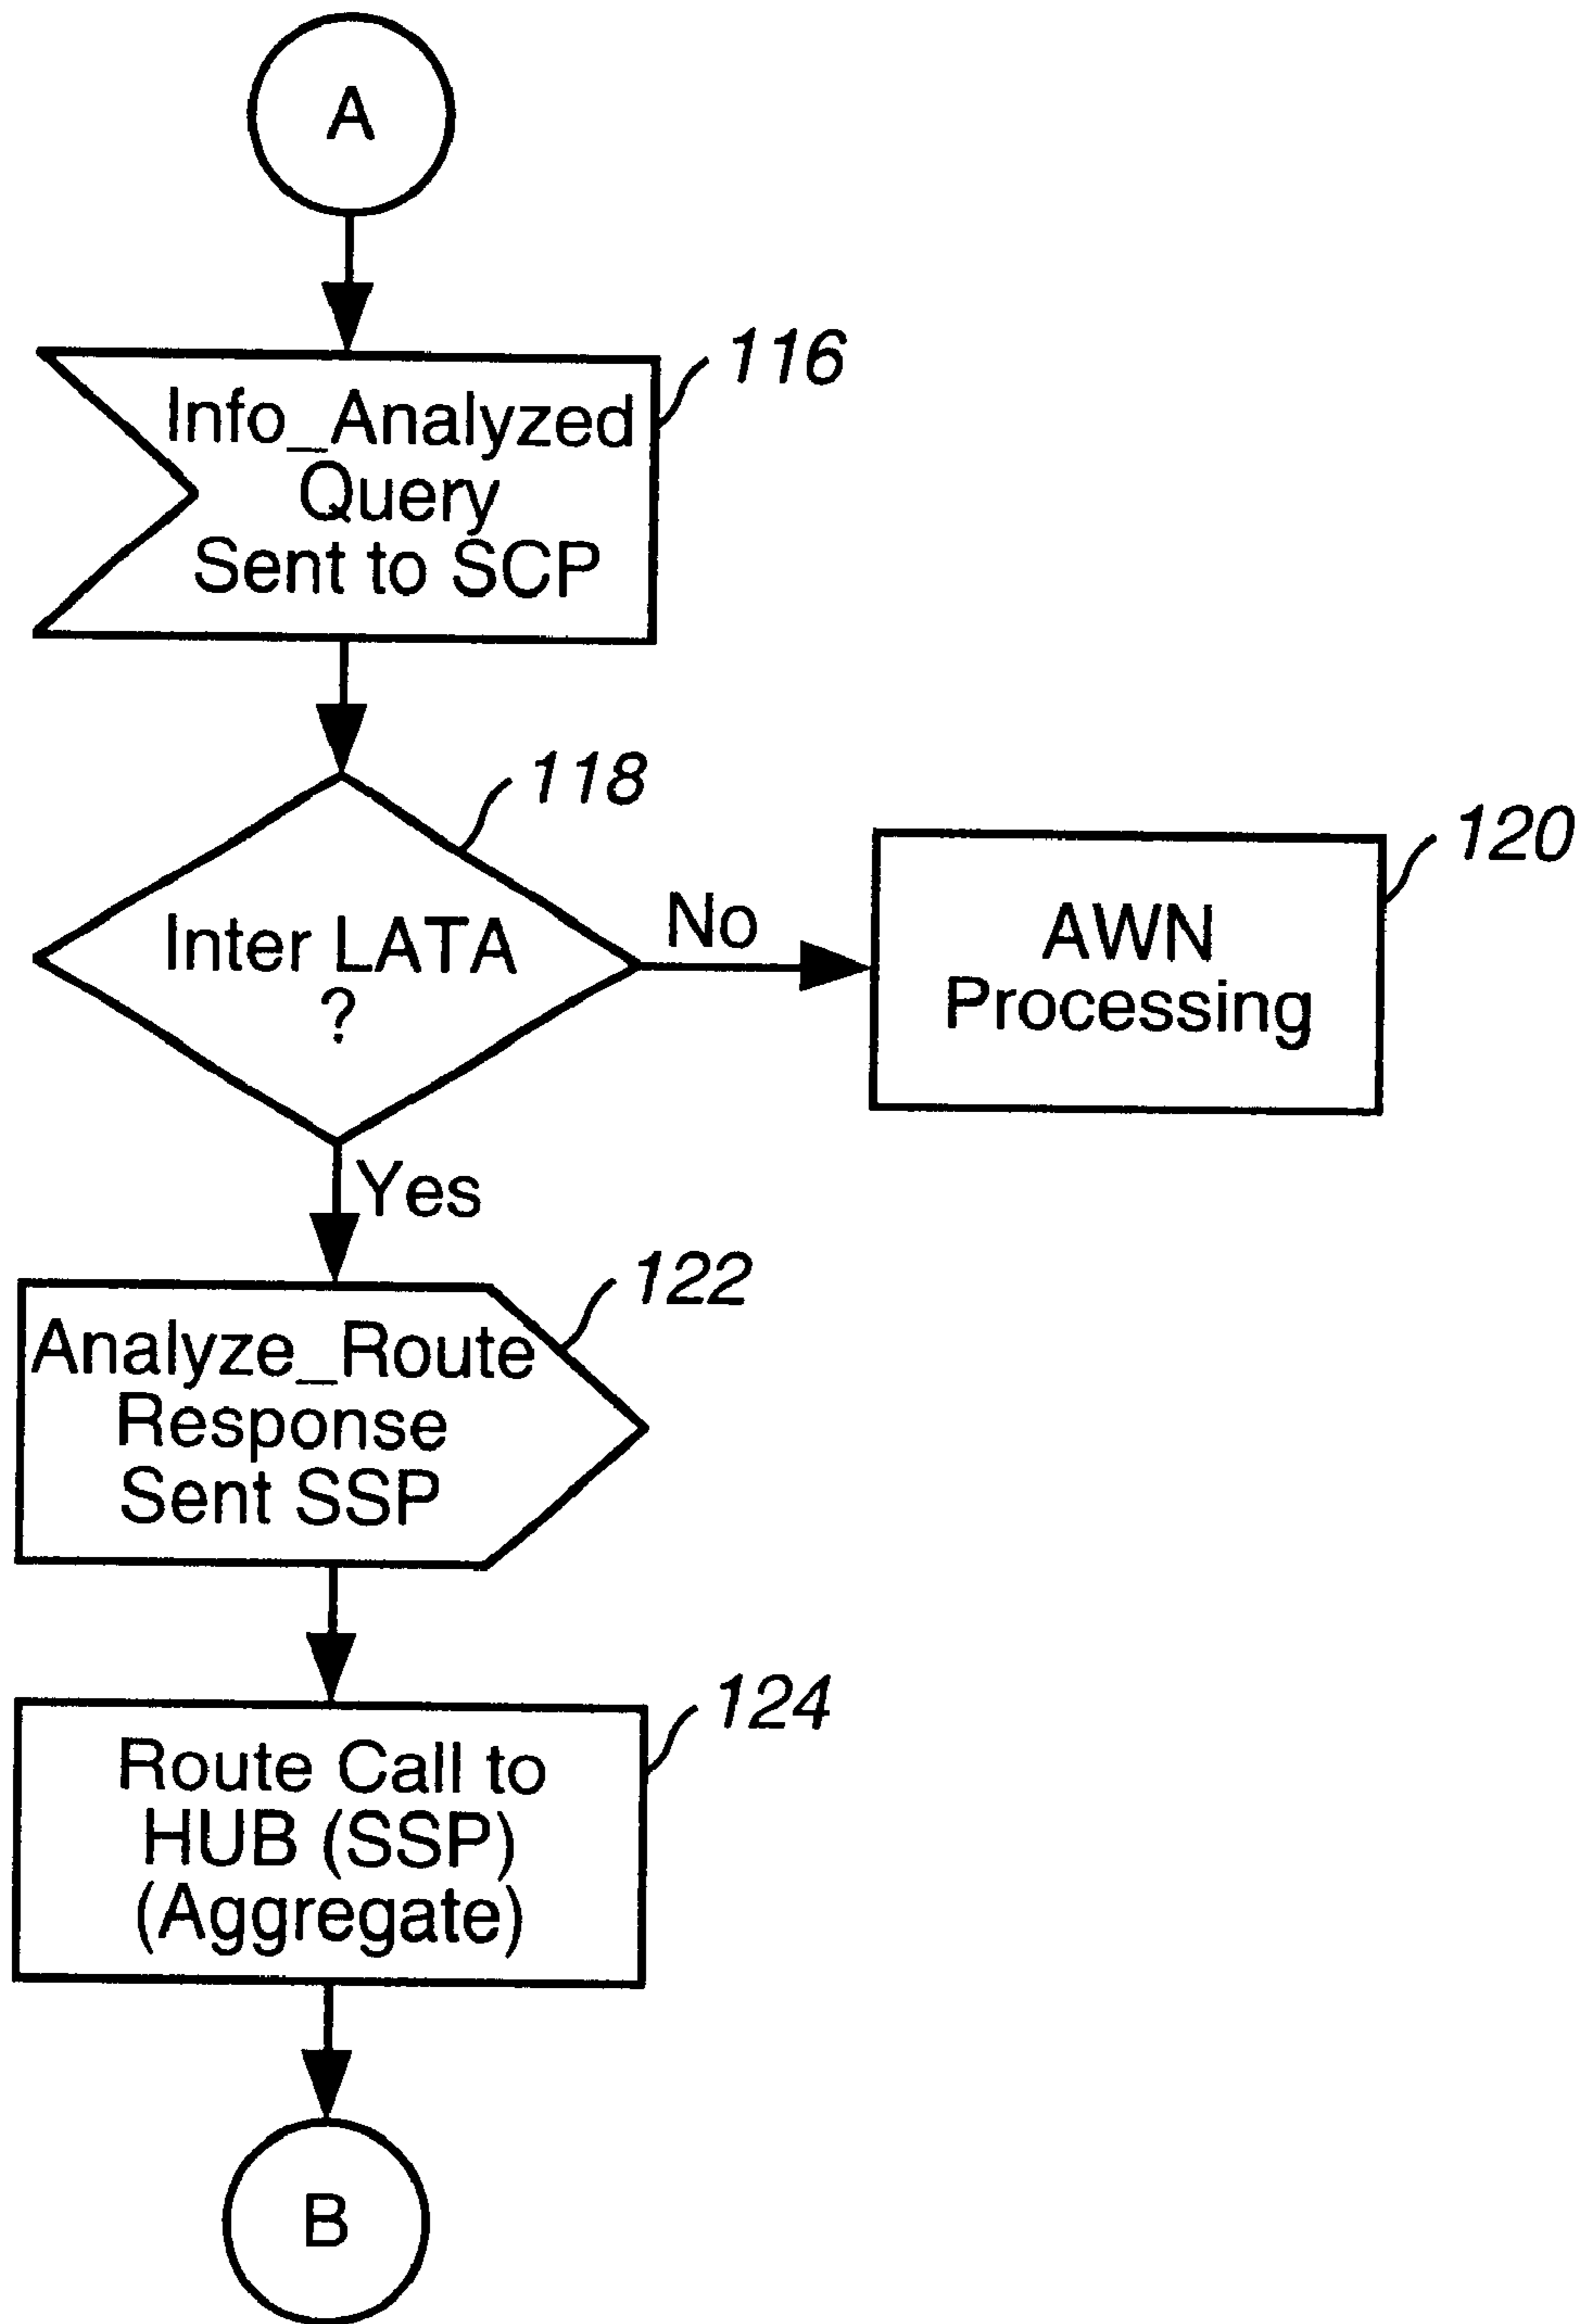 A
116
Info_Analyzed
Query
Sent to SCP
118
Inter LATA
?
No
120
AWN
Processing
Yes
122
Analyze_Route
Response
Sent SSP
124
Route Call to
HUB (SSP)
(Aggregate)
B